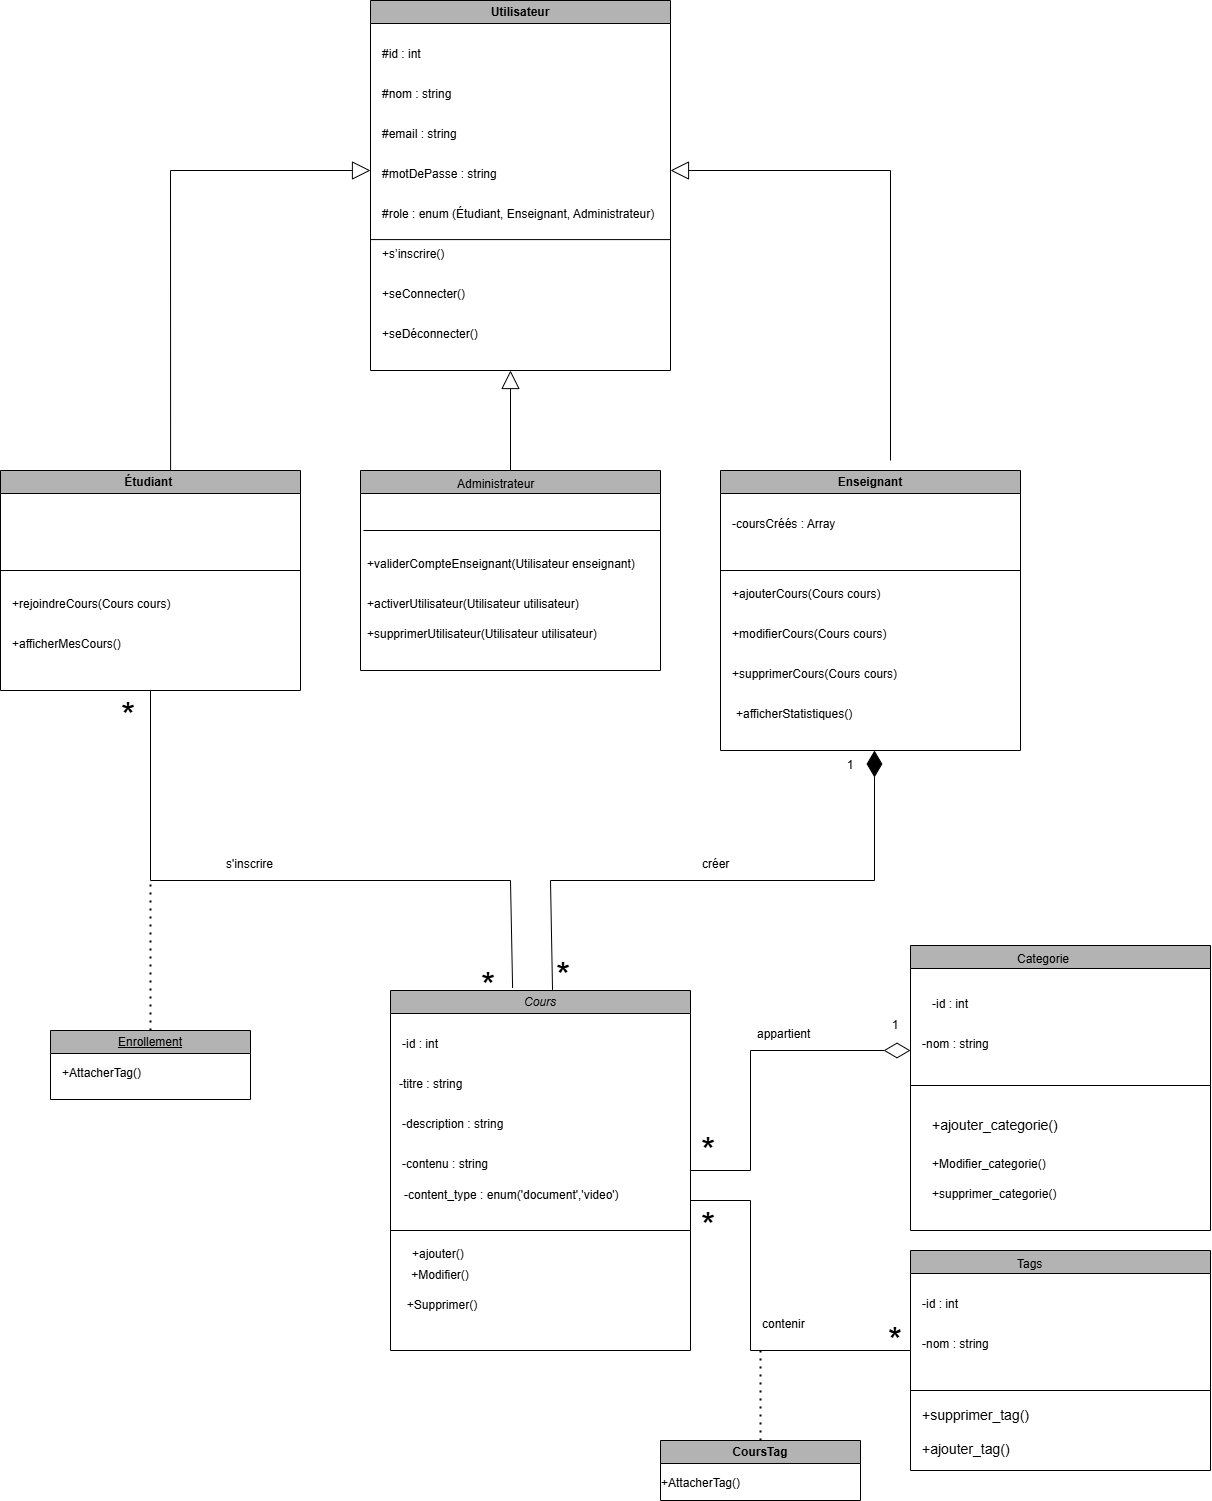 Utilisateur
#id : int
#nom : string
#email : string
#motDePasse : string
#role : enum (Étudiant, Enseignant, Administrateur)
+s'inscrire()
+seConnecter()
+seDéconnecter()
Étudiant
+rejoindreCours(Cours cours)
+afficherMesCours()
Administrateur
+validerCompteEnseignant(Utilisateur enseignant)
+activerUtilisateur(Utilisateur utilisateur)
+supprimerUtilisateur(Utilisateur utilisateur)
Enseignant
-coursCréés : Array
+ajouterCours(Cours cours)
+modifierCours(Cours cours)
+supprimerCours(Cours cours)
+afficherStatistiques()
*
1
s'inscrire
créer
*
*
Enrollement
+AttacherTag()
Cours
-id : int
-titre : string
-description : string
-contenu : string
-content_type : enum('document','video')
+ajouter()
+Modifier()
+Supprimer()
appartient
1
*
Categorie
-id : int
-nom : string
+ajouter_categorie()
+Modifier_categorie()
+supprimer_categorie()
*
contenir
*
Tags
-id : int
-nom : string
+supprimer_tag()
+ajouter_tag()
CoursTag
+AttacherTag()